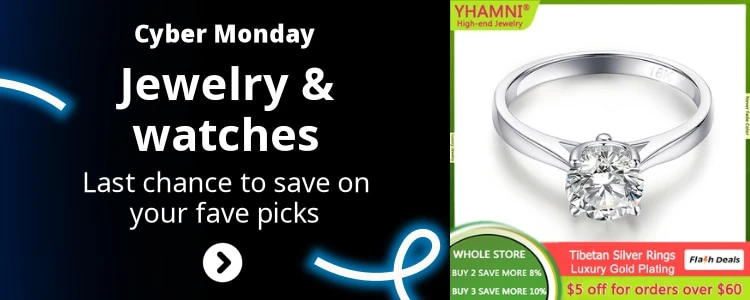 Cyber Monday
Jewelry &
watches
Last chance to save on
your fave picks
YHAMNI®
High-end Jewelry
18K
WHOLE STORE
BUY 2 SAVE MORE 8%
BUY 3 SAVE MORE 10%
Tibetan Silver Rings
Luxury Gold Plating
Flash Deals
$5 off for orders over $60